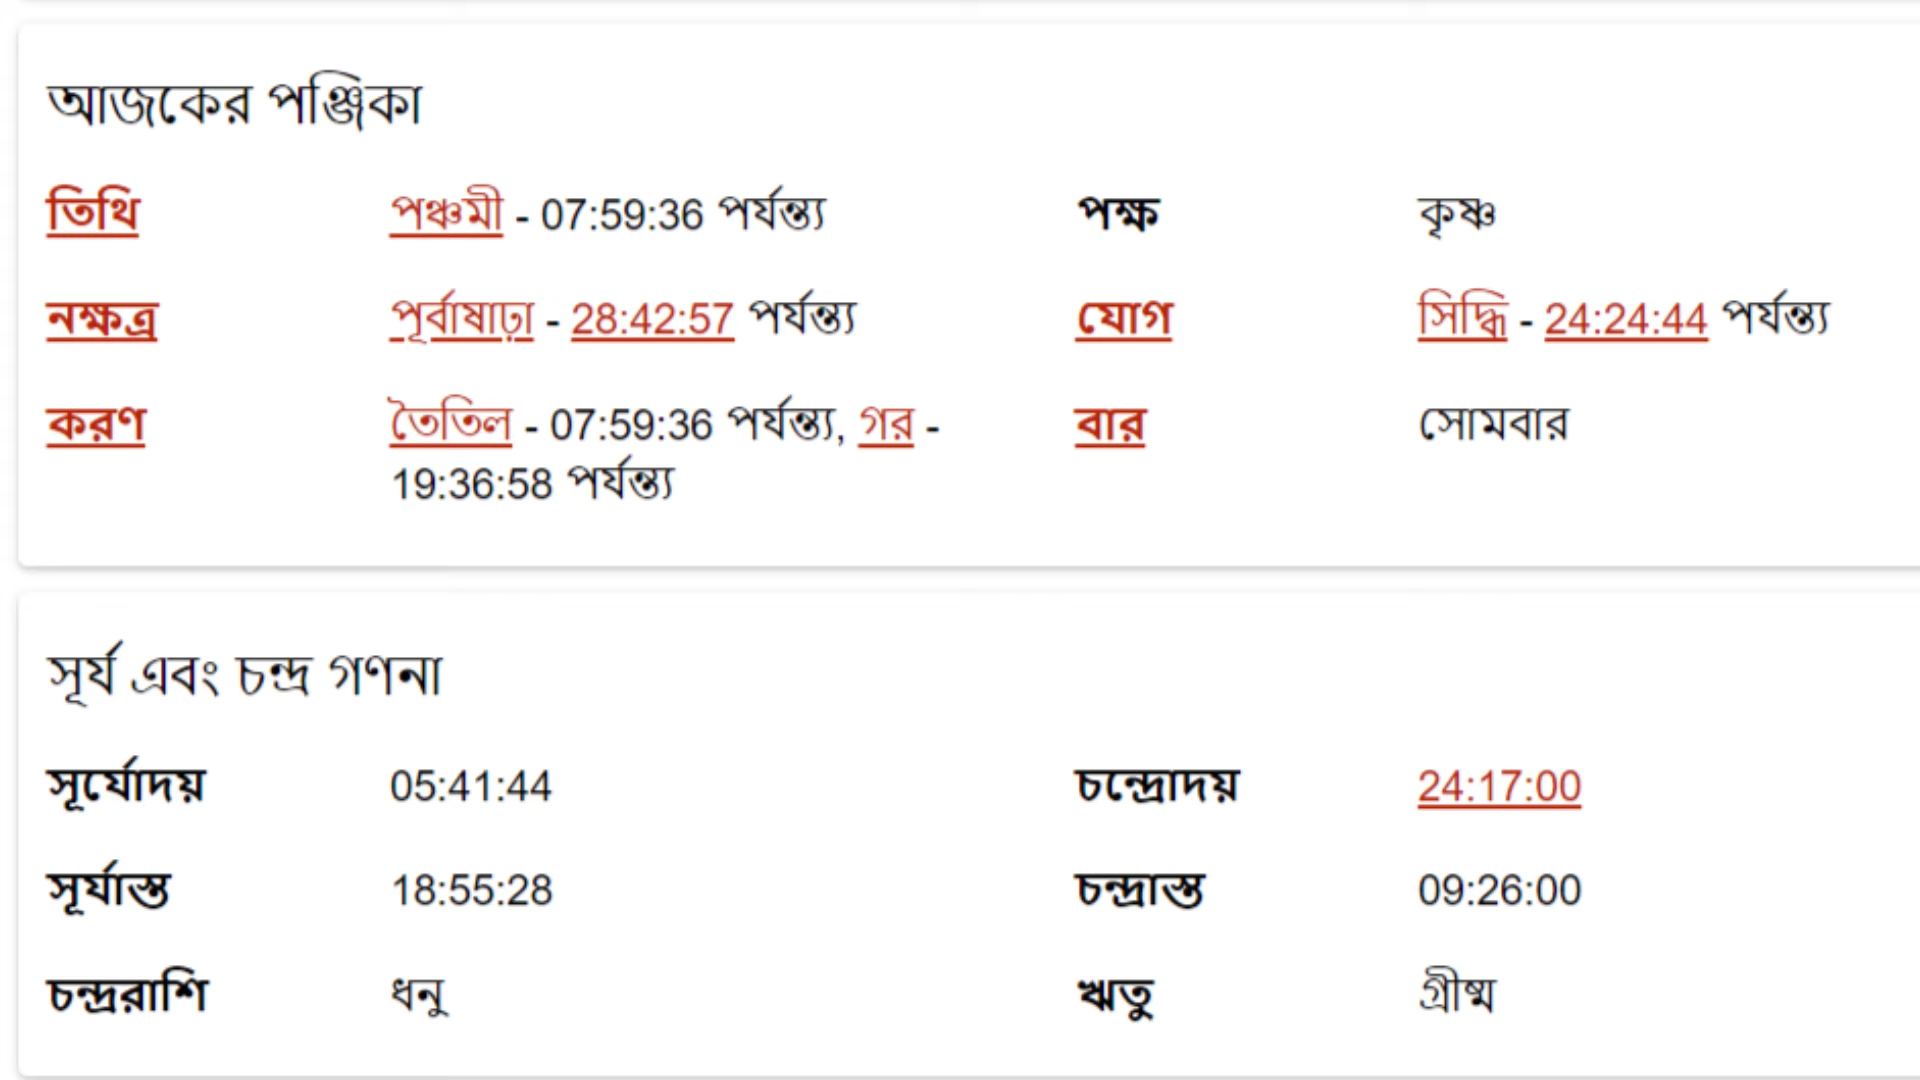 আজকের পঞ্জিকা
তিথি পঞ্চমী - 07:59:36 পর্যন্ত্য পক্ষ কৃষ্ণ
নক্ষত্র পূর্বাষাঢ়া - 28:42:57 পর্যন্ত্য যোগ সিদ্ধি - 24:24:44 পর্যন্ত্য
করণ তৈতিল - 07:59:36 পর্যন্ত্য, গর - বার সোমবার
19:36:58 পর্যন্ত্য
সূর্য এবং চন্দ্র গণনা
সূর্যোদয় 05:41:44 চন্দ্রোদয় 24:17:00
সূর্যাস্ত 18:55:28 চন্দ্রাস্ত 09:26:00
চন্দ্ররাশি ধনু ঋতু গ্রীষ্ম